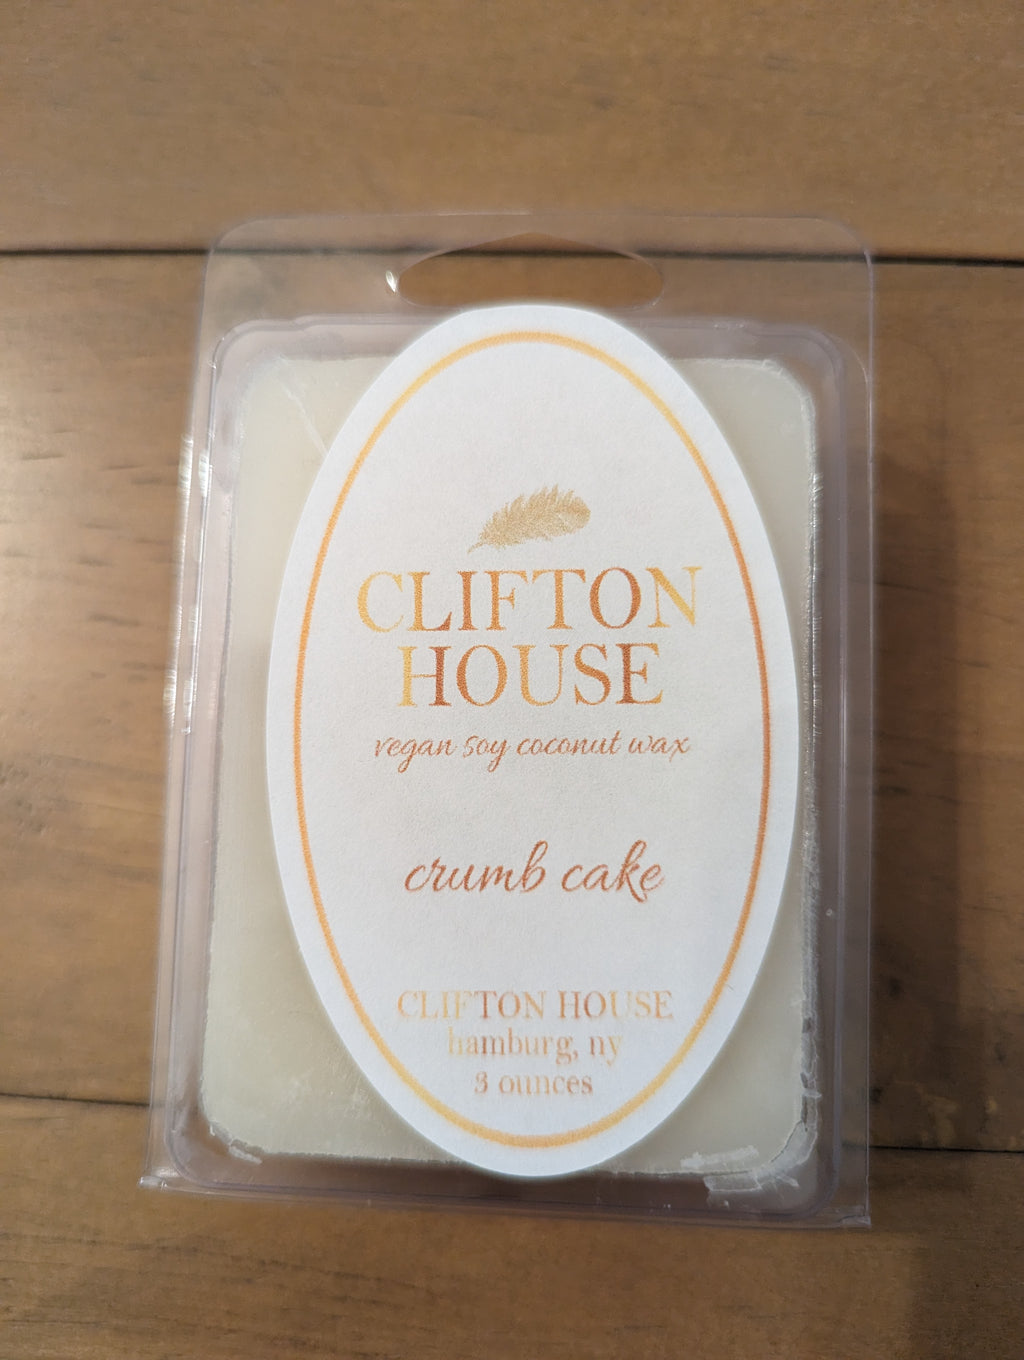 CLIFTON
HOUSE
vegan soy coconut wax
crumb cake
CLIFTON HOUSE
hamburg, ny
3 ounces